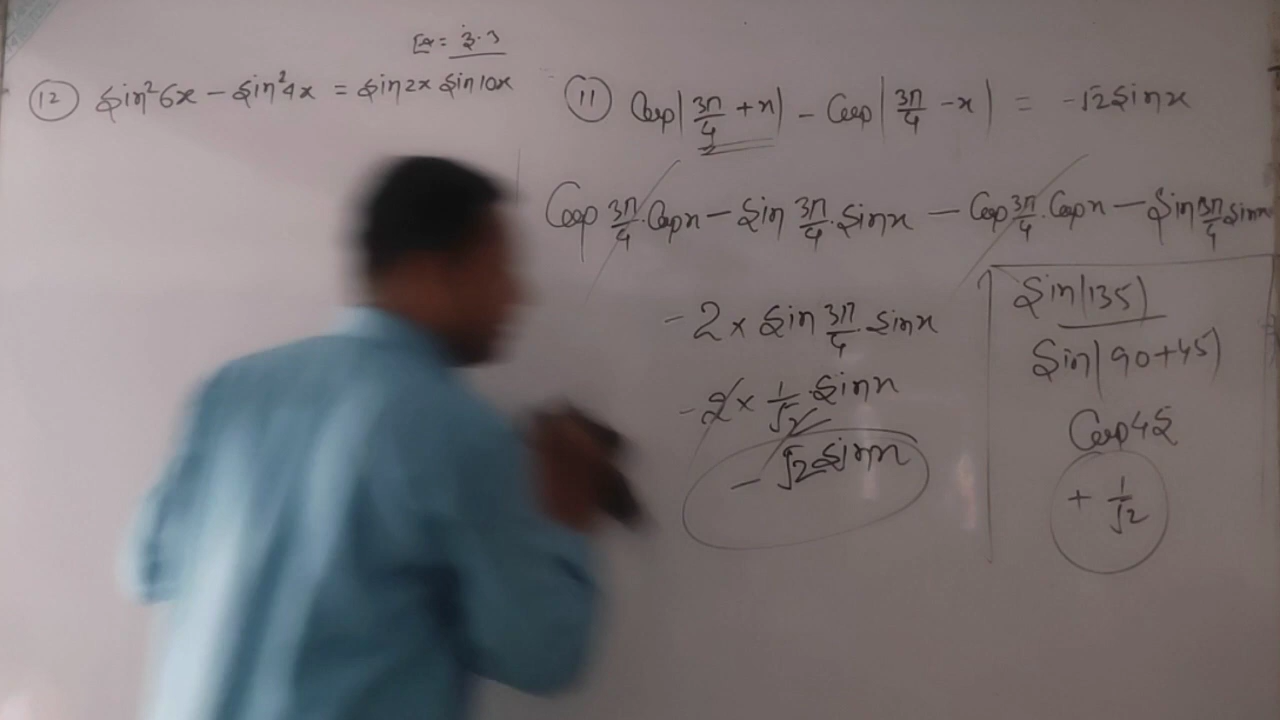 Ex = 3.3
(12) Sin²6x - Sin²4x = Sin2x Sin10x
(11) Cos(3π/4 + x) - Cos(3π/4 - x) = -√2 Sinx
Cos 3π/4 . Cosx - Sin 3π/4 . Sinx - Cos 3π/4 . Cosx - Sin 3π/4 Sinx
-2 × Sin 3π/4 . Sinx
-2 × 1/√2 . Sinx
- √2 Sinx
Sin(135)
Sin(90+45)
Cos45
+ 1/√2